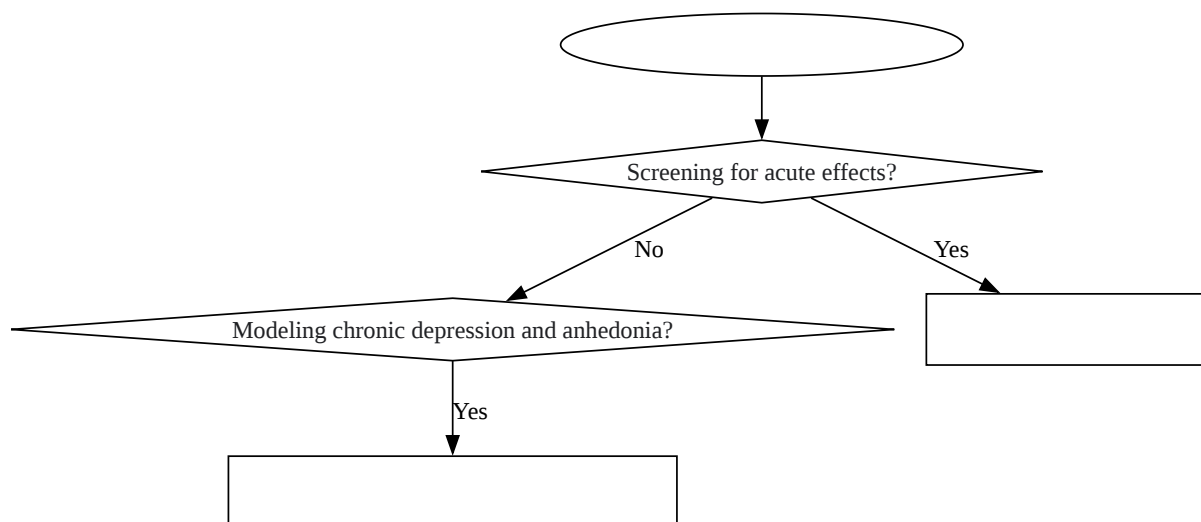 Screening for acute effects?
No
Yes
Modeling chronic depression and anhedonia?
Yes